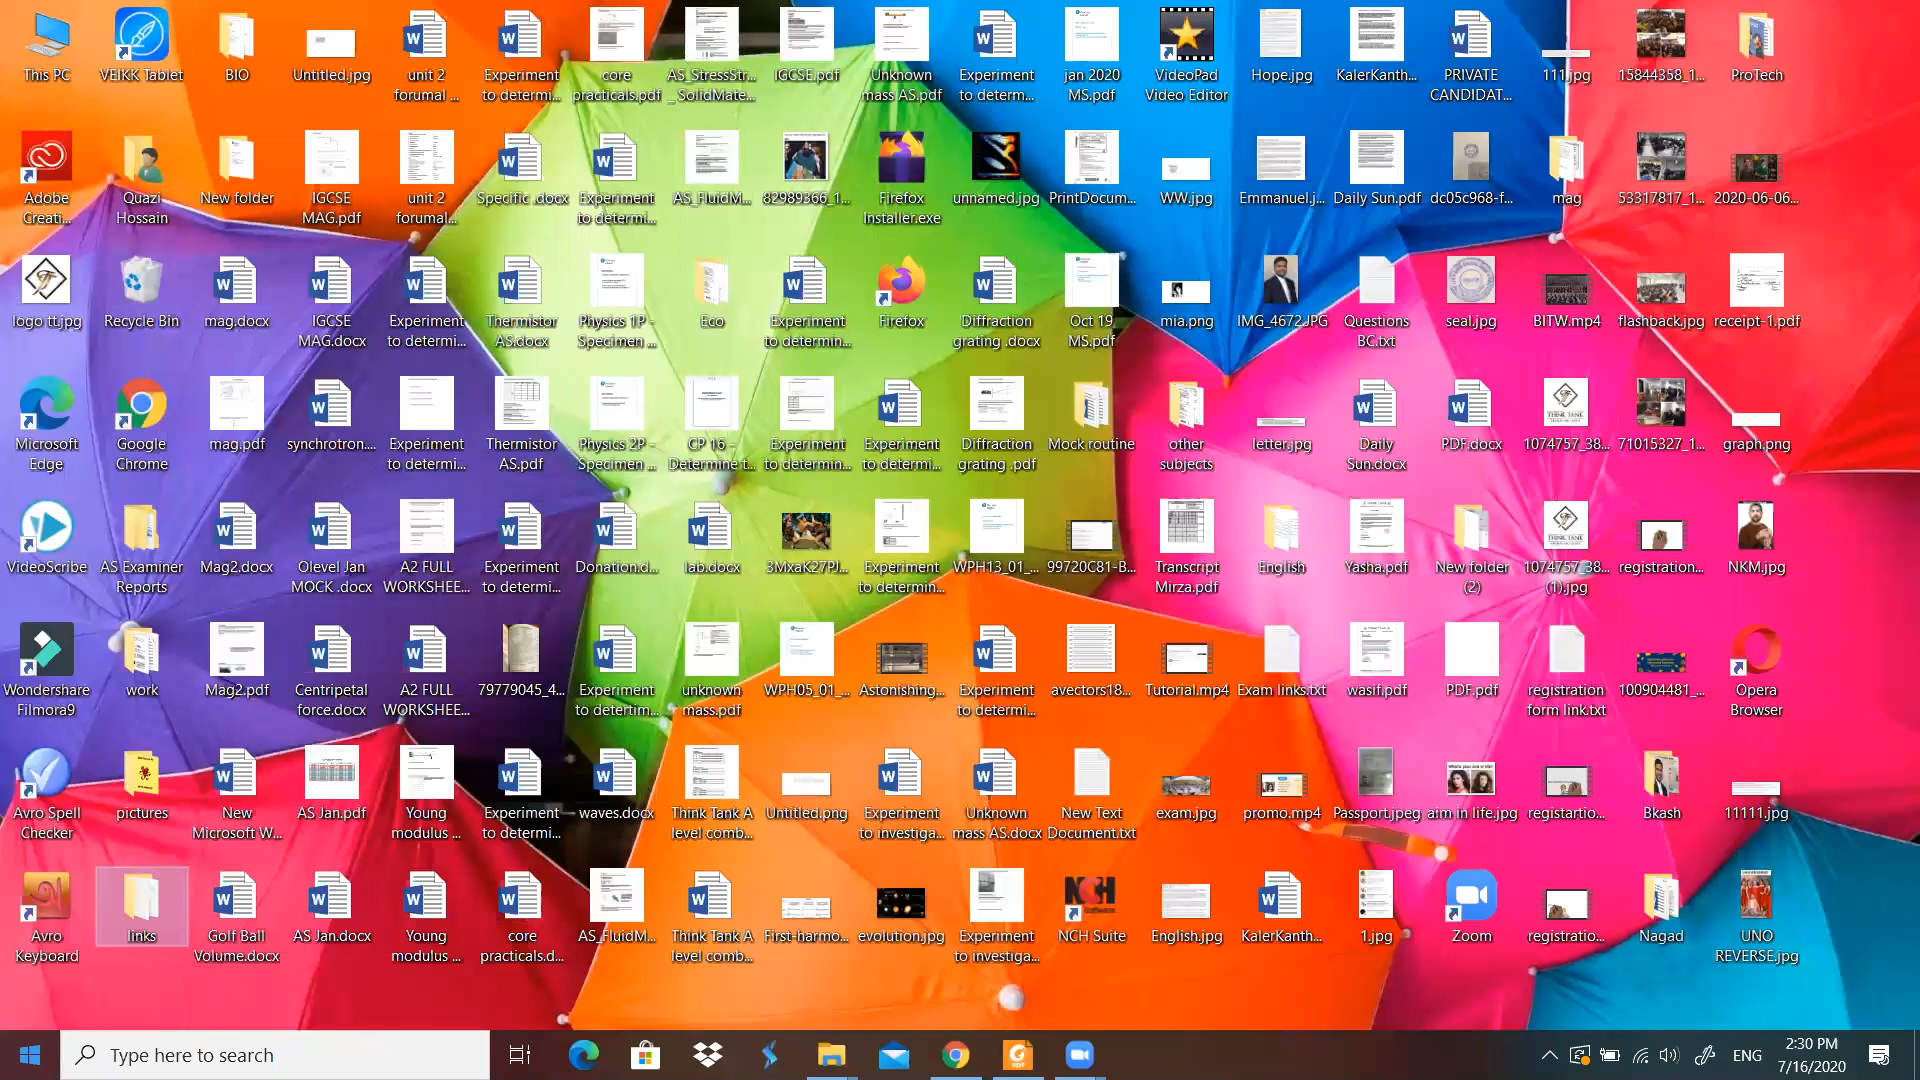 This PC
VEIKK Tablet
BIO
Untitled.jpg
unit 2
forumal ...
Experiment
to determi...
core
practicals.pdf
AS_StressStr...
_SolidMate...
IGCSE.pdf
Unknown
mass AS.pdf
Experiment
to determ...
jan 2020
MS.pdf
VideoPad
Video Editor
Hope.jpg
KalerKanth...
PRIVATE
CANDIDAT...
111.jpg
15844358_1...
ProTech
Adobe
Creati...
Quazi
Hossain
New folder
IGCSE
MAG.pdf
unit 2
forumal...
Specific .docx
Experiment
to determi...
AS_FluidM...
82989366_1...
Firefox
Installer.exe
unnamed.jpg
PrintDocum...
WW.jpg
Emmanuel.j...
Daily Sun.pdf
dc05c968-f...
mag
53317817_1...
2020-06-06...
logo tt.jpg
Recycle Bin
mag.docx
IGCSE
MAG.docx
Experiment
to determi...
Thermistor
AS.docx
Physics 1P -
Specimen ...
Eco
Experiment
to determin...
Firefox
Diffraction
grating .docx
Oct 19
MS.pdf
mia.png
IMG_4672.JPG
Questions
BC.txt
seal.jpg
BITW.mp4
flashback.jpg
receipt-1.pdf
Microsoft
Edge
Google
Chrome
mag.pdf
synchrotron....
Experiment
to determi...
Thermistor
AS.pdf
Physics 2P -
Specimen ...
CP 16 -
Determine t...
Experiment
to determin...
Experiment
to determi...
Diffraction
grating .pdf
Mock routine
other
subjects
letter.jpg
Daily
Sun.docx
PDF.docx
THINK TANK
1074757_38...
71015327_1...
graph.png
VideoScribe
AS Examiner
Reports
Mag2.docx
Olevel Jan
MOCK .docx
A2 FULL
WORKSHEE...
Experiment
to determi...
Donation.d...
lab.docx
3MxaK27PJ...
Experiment
to determin...
WPH13_01_...
99720C81-B...
Transcript
Mirza.pdf
English
Yasha.pdf
New folder
(2)
THINK TANK
1074757_38...
(1).jpg
registration...
NKM.jpg
Wondershare
Filmora9
work
Mag2.pdf
Centripetal
force.docx
A2 FULL
WORKSHEE...
79779045_4...
Experiment
to detertim...
unknown
mass.pdf
WPH05_01_...
Astonishing...
Experiment
to determi...
avectors18...
Tutorial.mp4
Exam links.txt
wasif.pdf
PDF.pdf
registration
form link.txt
100904481_...
Opera
Browser
Avro Spell
Checker
pictures
New
Microsoft W...
AS Jan.pdf
Young
modulus ...
Experiment
to determi...
waves.docx
Think Tank A
level comb...
Untitled.png
Experiment
to investiga...
Unknown
mass AS.docx
New Text
Document.txt
exam.jpg
promo.mp4
Passport.jpeg
aim in life.jpg
registartio...
Bkash
11111.jpg
Avro
Keyboard
links
Golf Ball
Volume.docx
AS Jan.docx
Young
modulus ...
core
practicals.d...
AS_FluidM...
Think Tank A
level comb...
First-harmo...
evolution.jpg
Experiment
to investiga...
NCH
Software
NCH Suite
English.jpg
KalerKanth...
1.jpg
Zoom
registratio...
Nagad
UNO
REVERSE.jpg
Type here to search
ENG
2:30 PM
7/16/2020